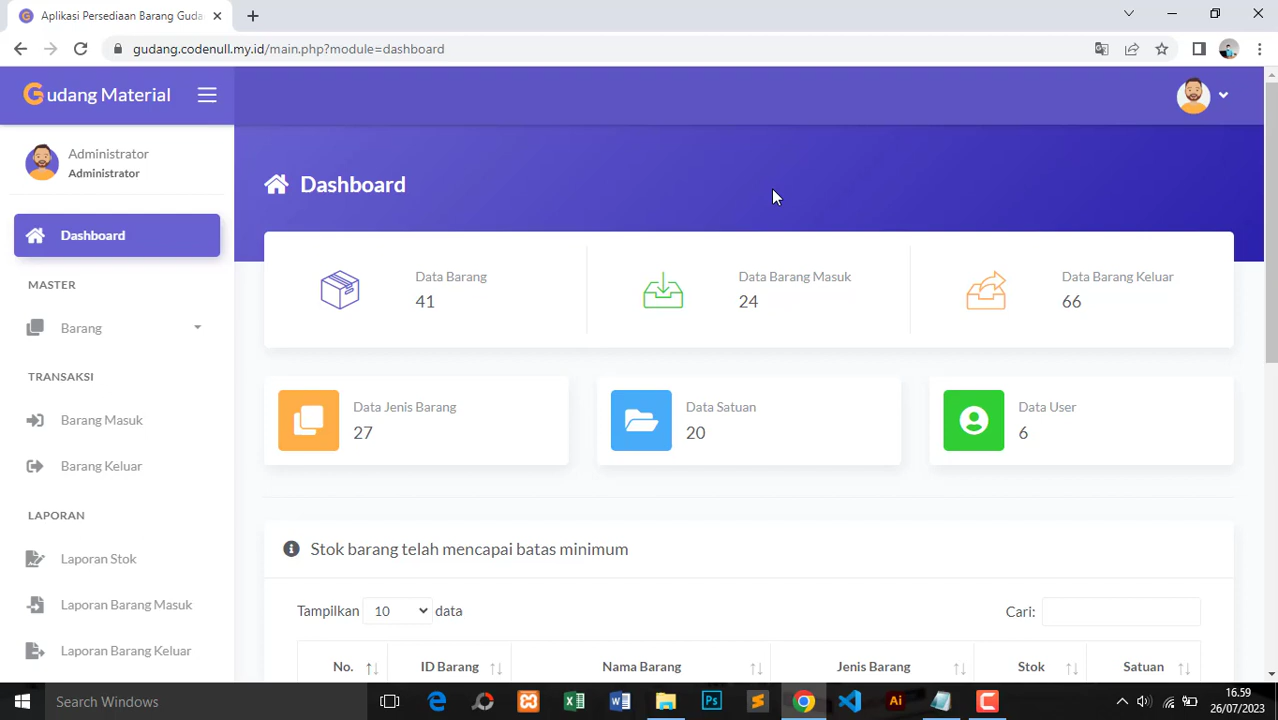 Aplikasi Persediaan Barang Guda
gudang.codenull.my.id/main.php?module=dashboard
Gudang Material
Administrator
Administrator
Dashboard
MASTER
Barang
TRANSAKSI
Barang Masuk
Barang Keluar
LAPORAN
Laporan Stok
Laporan Barang Masuk
Laporan Barang Keluar
Dashboard
Data Barang
41
Data Barang Masuk
24
Data Barang Keluar
66
Data Jenis Barang
27
Data Satuan
20
Data User
6
Stok barang telah mencapai batas minimum
Tampilkan 10 data
Cari:
No. ID Barang Nama Barang Jenis Barang Stok Satuan
Search Windows
Ps
Ai
16.59
26/07/2023